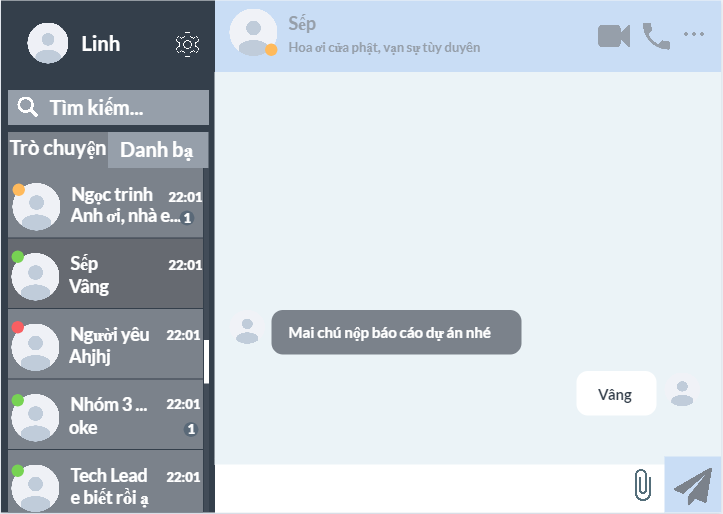 Linh
Tìm kiếm...
Trò chuyện
Danh bạ
Ngọc trinh 22:01
Anh ơi, nhà e... 1
Sếp 22:01
Vâng
Người yêu 22:01
Ahjhj
Nhóm 3 ... 22:01
oke 1
Tech Lead 22:01
e biết rồi ạ
Sếp
Hoa ơi cửa phật, vạn sự tùy duyên
Mai chú nộp báo cáo dự án nhé
Vâng